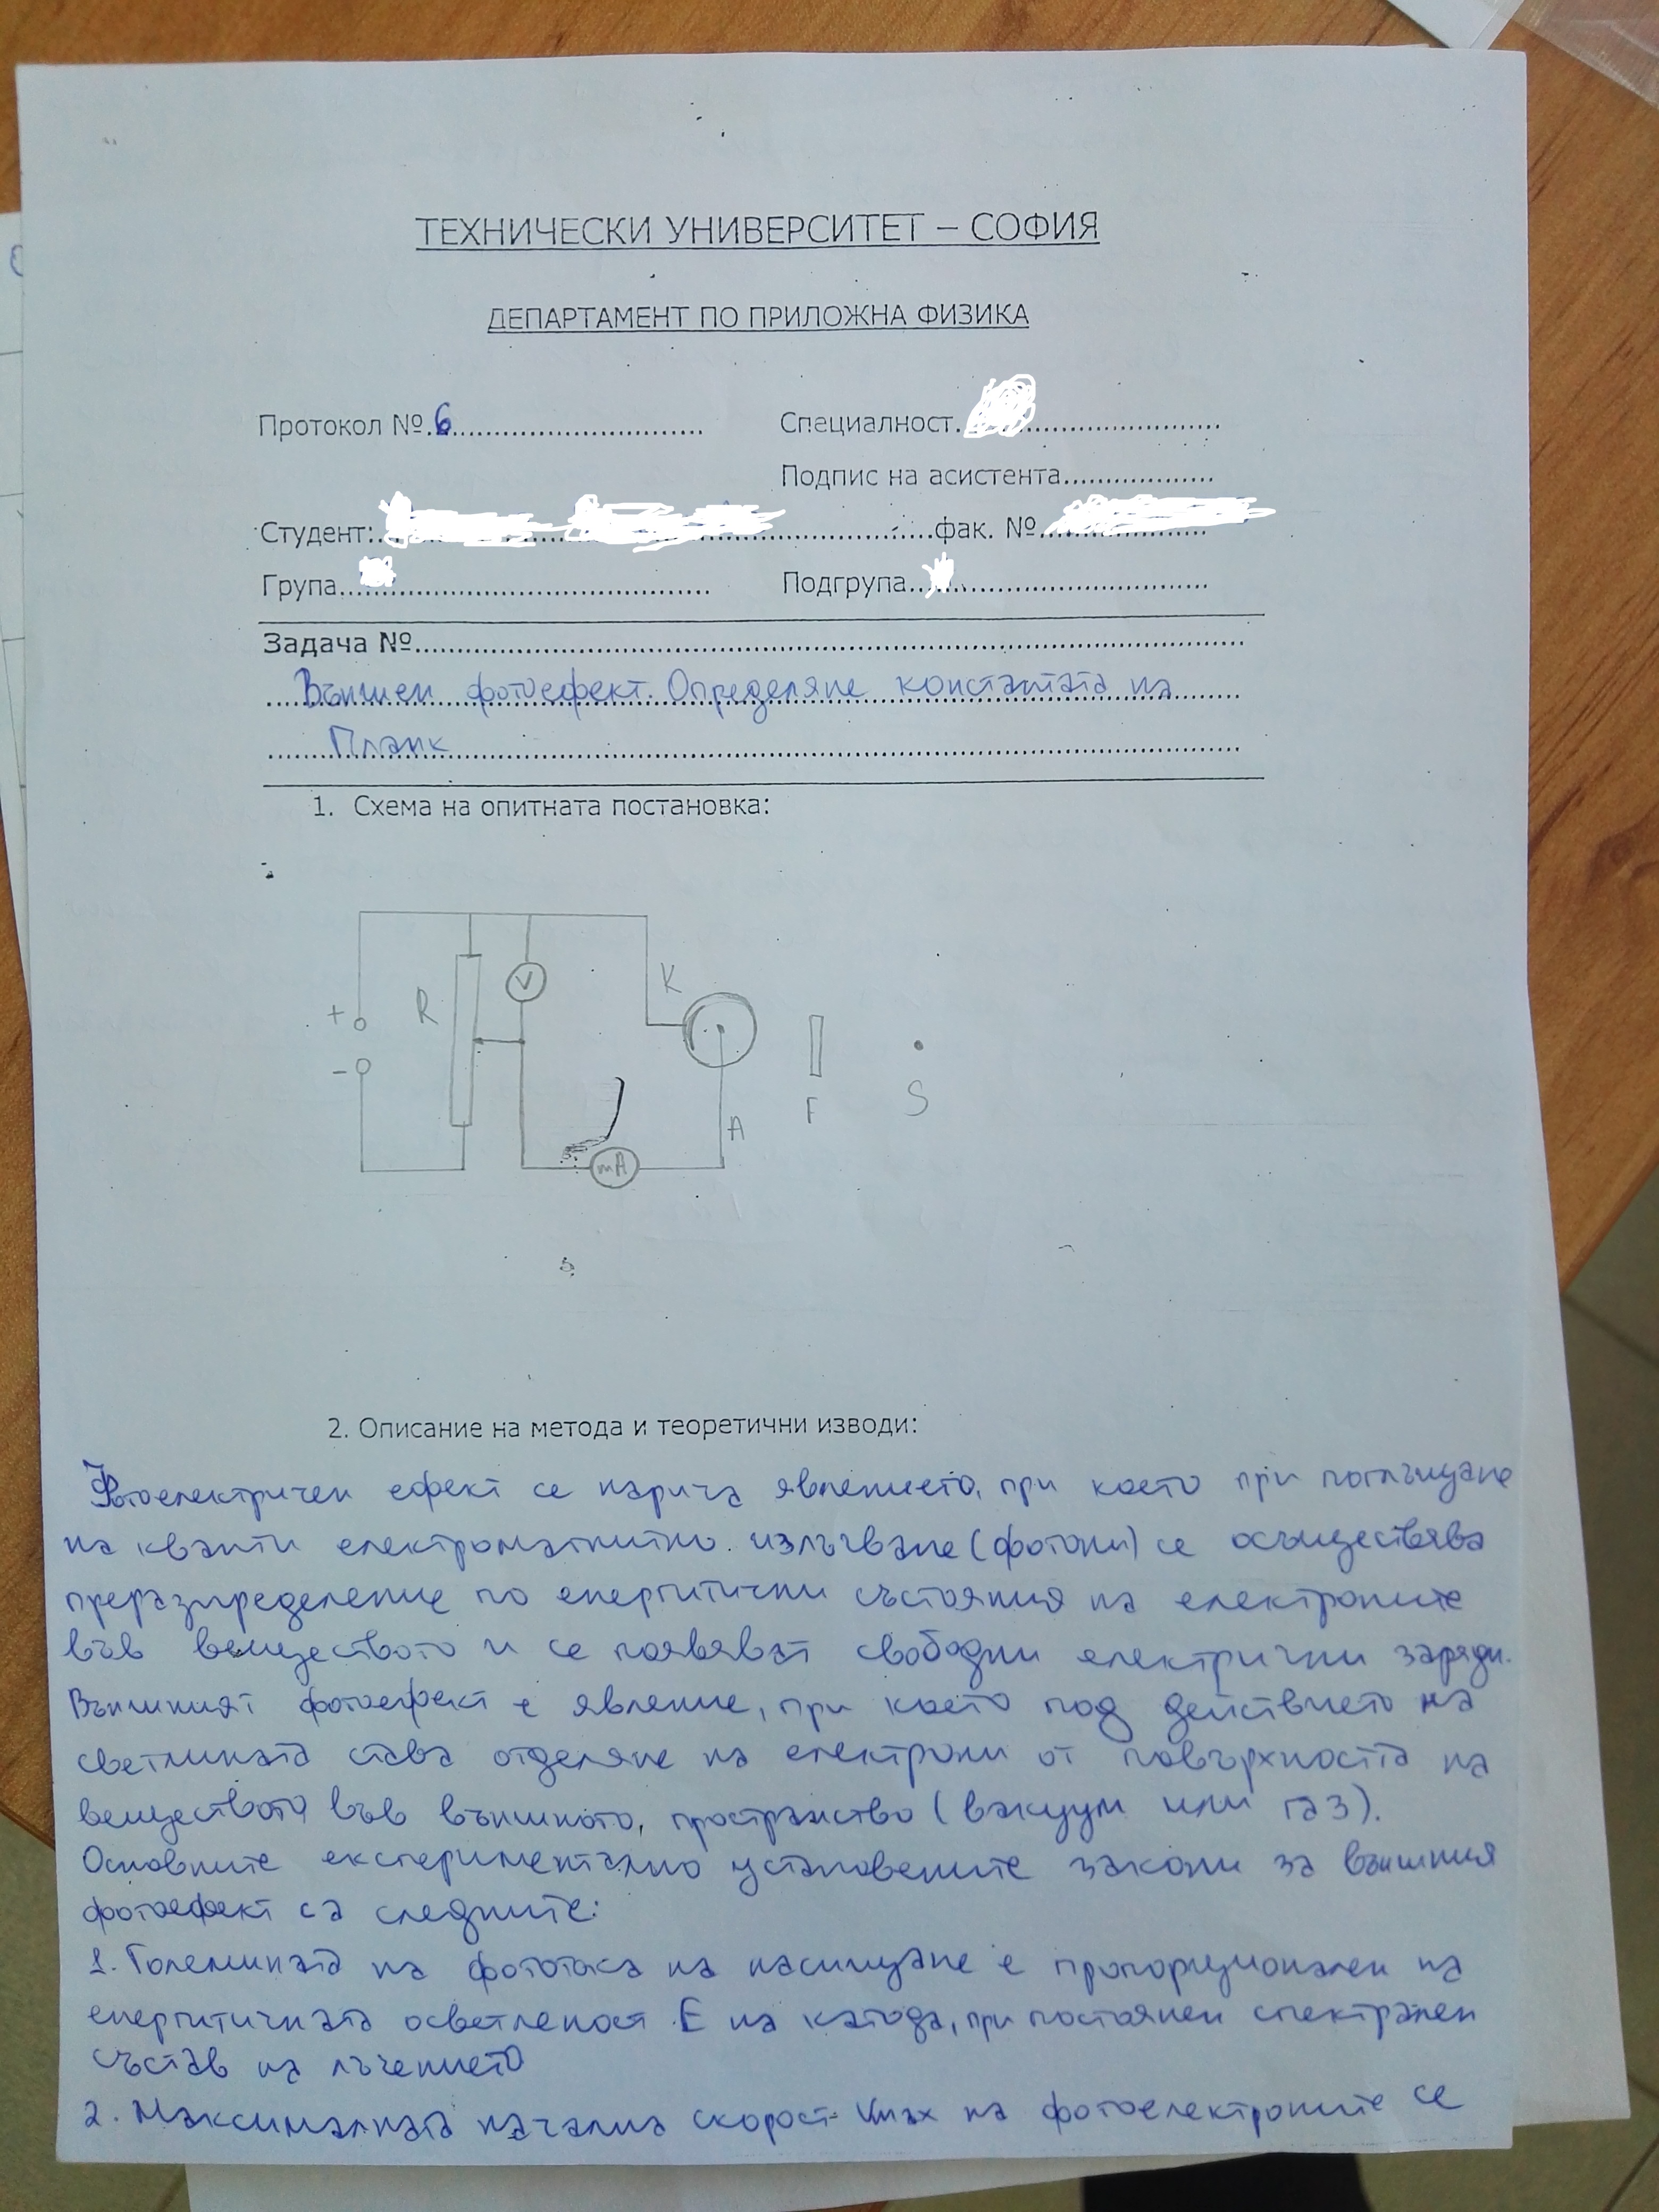 ТЕХНИЧЕСКИ УНИВЕРСИТЕТ – СОФИЯ
ДЕПАРТАМЕНТ ПО ПРИЛОЖНА ФИЗИКА
Протокол № 6 Специалност
Подпис на асистента
Студент: фак. №
Група Подгрупа
Задача №
Външен фотоефект. Определяне константата на
Планк
1. Схема на опитната постановка:
+
-
R
V
K
A
mA
F
S
2. Описание на метода и теоретични изводи:
Фотоелектричен ефект се нарича явлението, при което при поглъщане
на кванти електромагнитно излъчване (фотони) се осъществява
преразпределение по енергитични състояния на електроните
във веществото и се появяват свободни електрични заряди.
Външният фотоефект е явление, при което под действието на
светлината става отделяне на електрони от повърхността на
веществото във външното, пространство (вакуум или газ).
Основните експериментално установените закони за външния
фотоефект са следните:
1. Големината на фототока на насищане е пропорционален на
енергитичната осветленост E на катода, при постоянен спектрален
състав на лъчението
2. Максималната начална скорост Vmax на фотоелектроните се